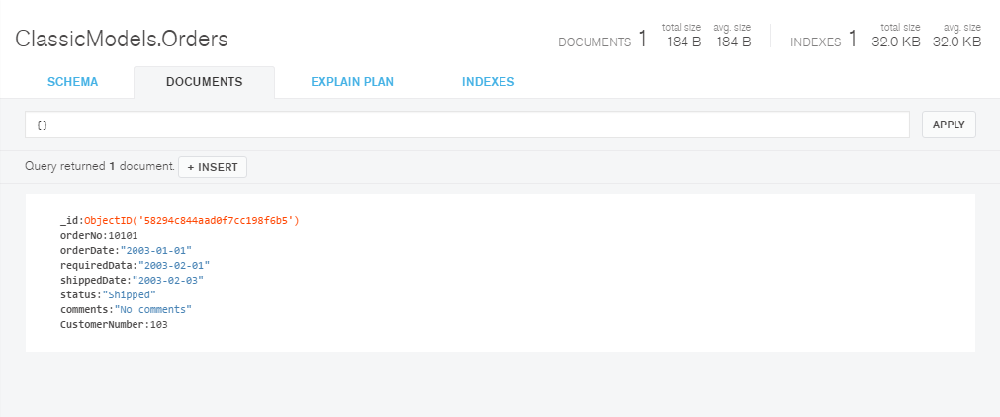 ClassicModels.Orders
DOCUMENTS 1 total size 184 B avg. size 184 B
INDEXES 1 total size 32.0 KB avg. size 32.0 KB
SCHEMA DOCUMENTS EXPLAIN PLAN INDEXES
{} APPLY
Query returned 1 document. + INSERT
_id:ObjectID('58294c844aad0f7cc198f6b5')
orderNo:10101
orderDate:"2003-01-01"
requiredData:"2003-02-01"
shippedDate:"2003-02-03"
status:"Shipped"
comments:"No comments"
CustomerNumber:103